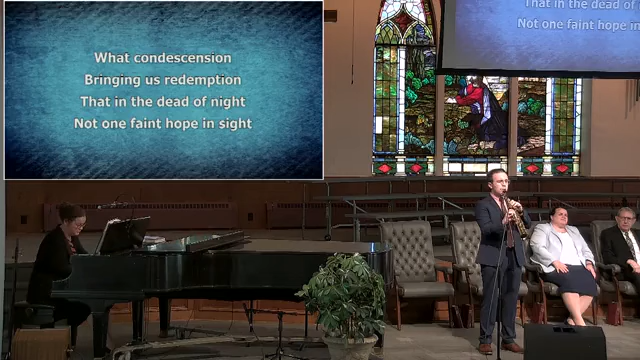 What condescension
Bringing us redemption
That in the dead of night
Not one faint hope in sight
That in the dead of
Not one faint hope in